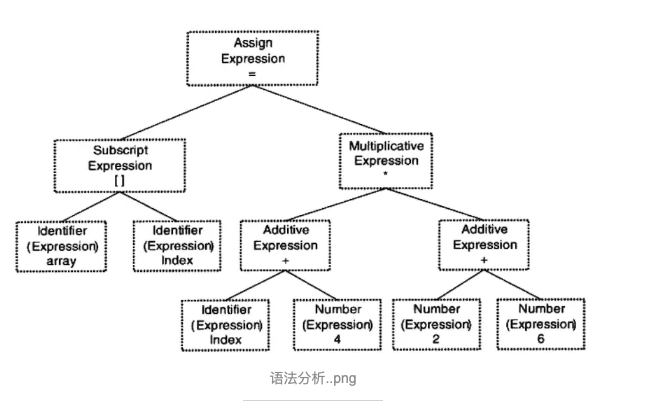 Assign
Expression
=
Subscript
Expression
[ ]
Multiplicative
Expression
*
Identifier
(Expression)
array
Identifier
(Expression)
Index
Additive
Expression
+
Additive
Expression
+
Identifier
(Expression)
Index
Number
(Expression)
4
Number
(Expression)
2
Number
(Expression)
6
语法分析..png